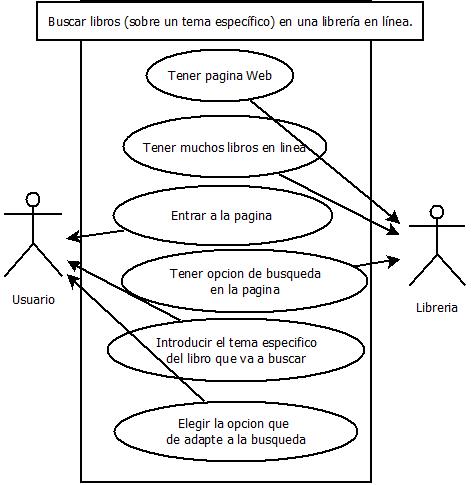 Buscar libros (sobre un tema específico) en una librería en línea.
Tener pagina Web
Tener muchos libros en linea
Entrar a la pagina
Tener opcion de busqueda
en la pagina
Usuario
Libreria
Introducir el tema especifico
del libro que va a buscar
Elegir la opcion que
de adapte a la busqueda